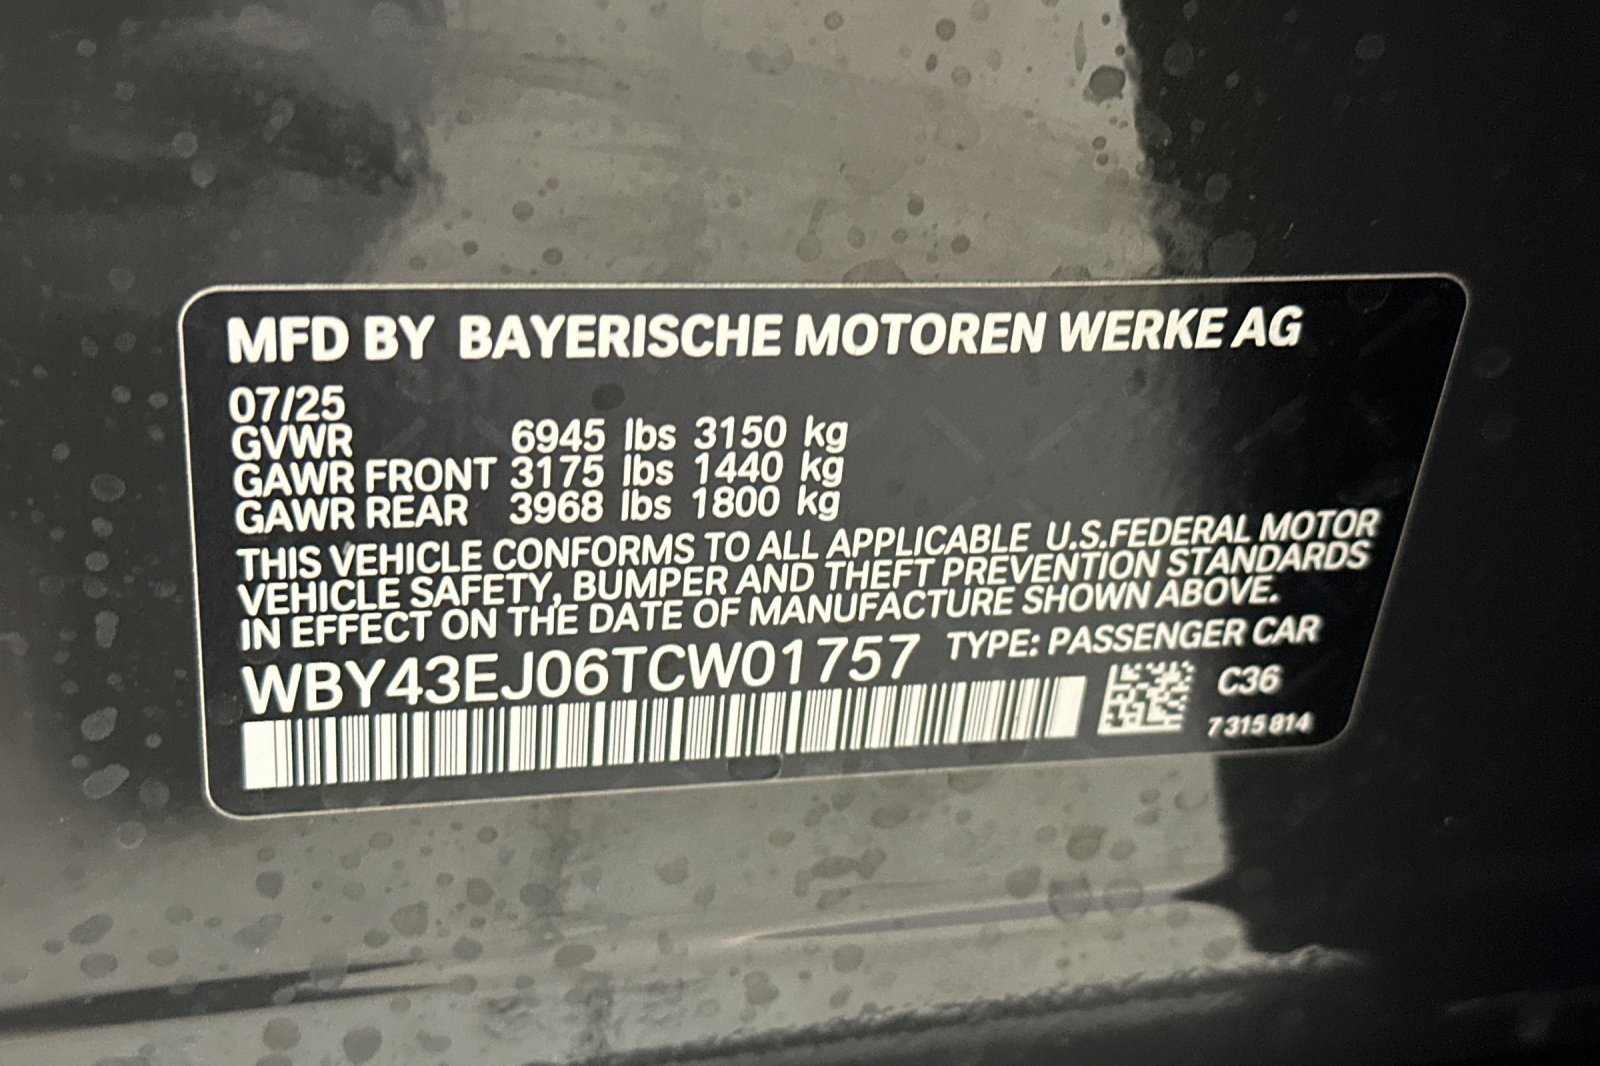 MFD BY BAYERISCHE MOTOREN WERKE AG
07/25
GVWR 6945 lbs 3150 kg
GAWR FRONT 3175 lbs 1440 kg
GAWR REAR 3968 lbs 1800 kg
THIS VEHICLE CONFORMS TO ALL APPLICABLE U.S.FEDERAL MOTOR
VEHICLE SAFETY, BUMPER AND THEFT PREVENTION STANDARDS
IN EFFECT ON THE DATE OF MANUFACTURE SHOWN ABOVE.
WBY43EJ06TCW01757 TYPE: PASSENGER CAR
C36
7 315 814